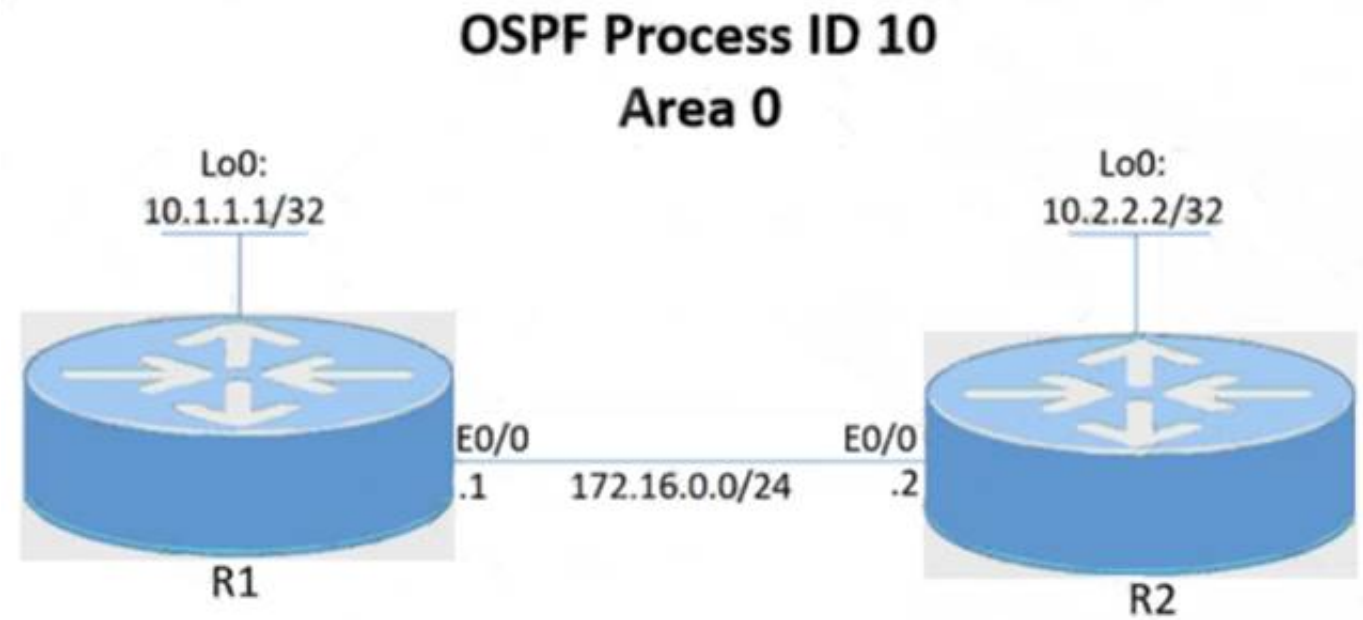 OSPF Process ID 10
Area 0
Lo0:
10.1.1.1/32
Lo0:
10.2.2.2/32
E0/0
E0/0
.1
172.16.0.0/24
.2
R1
R2